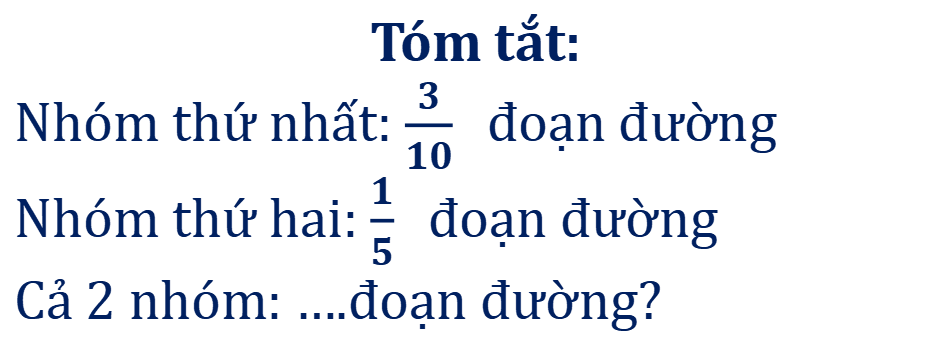 Tóm tắt:
Nhóm thứ nhất: 3/10 đoạn đường
Nhóm thứ hai: 1/5 đoạn đường
Cả 2 nhóm: ....đoạn đường?